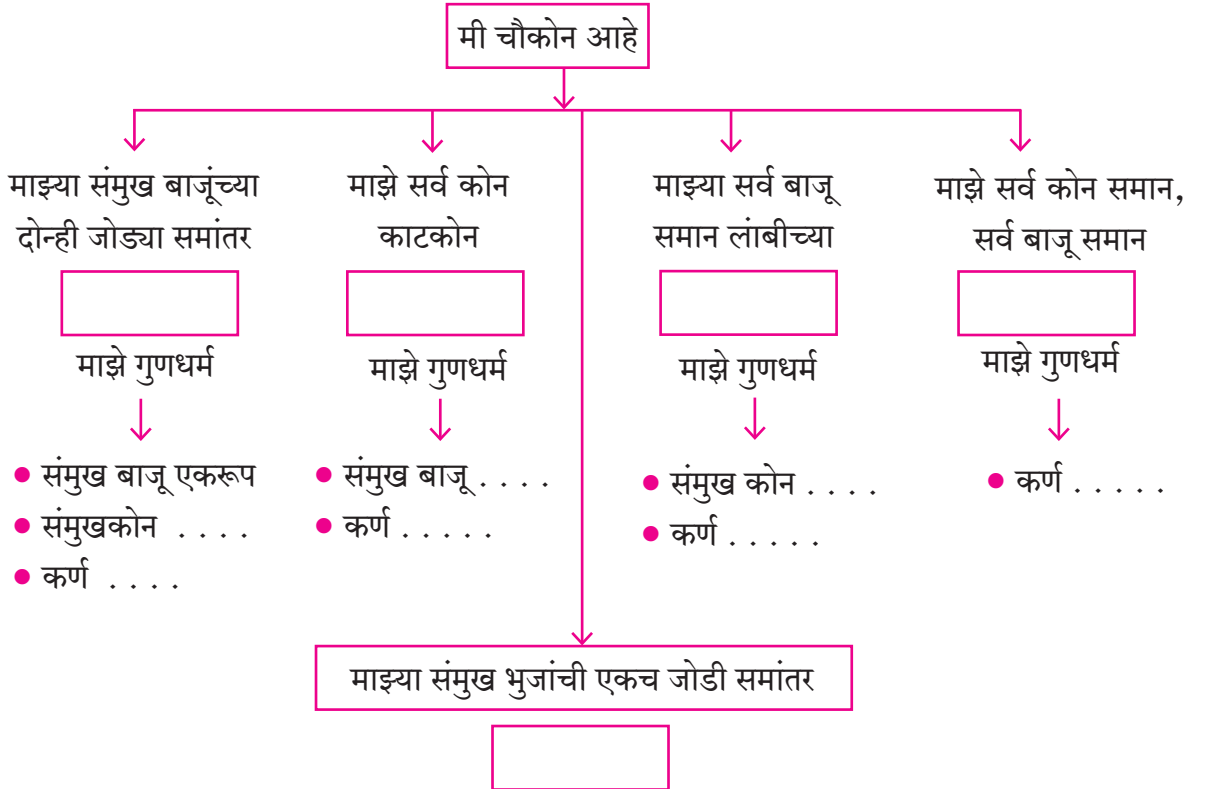 मी चौकोन आहे
माझ्या संमुख बाजूंच्या
दोन्ही जोड्या समांतर
माझे गुणधर्म
• संमुख बाजू एकरूप
• संमुखकोन . . . .
• कर्ण . . . .
माझे सर्व कोन
काटकोन
माझे गुणधर्म
• संमुख बाजू . . . .
• कर्ण . . . . .
माझ्या सर्व बाजू
समान लांबीच्या
माझे गुणधर्म
• संमुख कोन . . . .
• कर्ण . . . . .
माझे सर्व कोन समान,
सर्व बाजू समान
माझे गुणधर्म
• कर्ण . . . . .
माझ्या संमुख भुजांची एकच जोडी समांतर